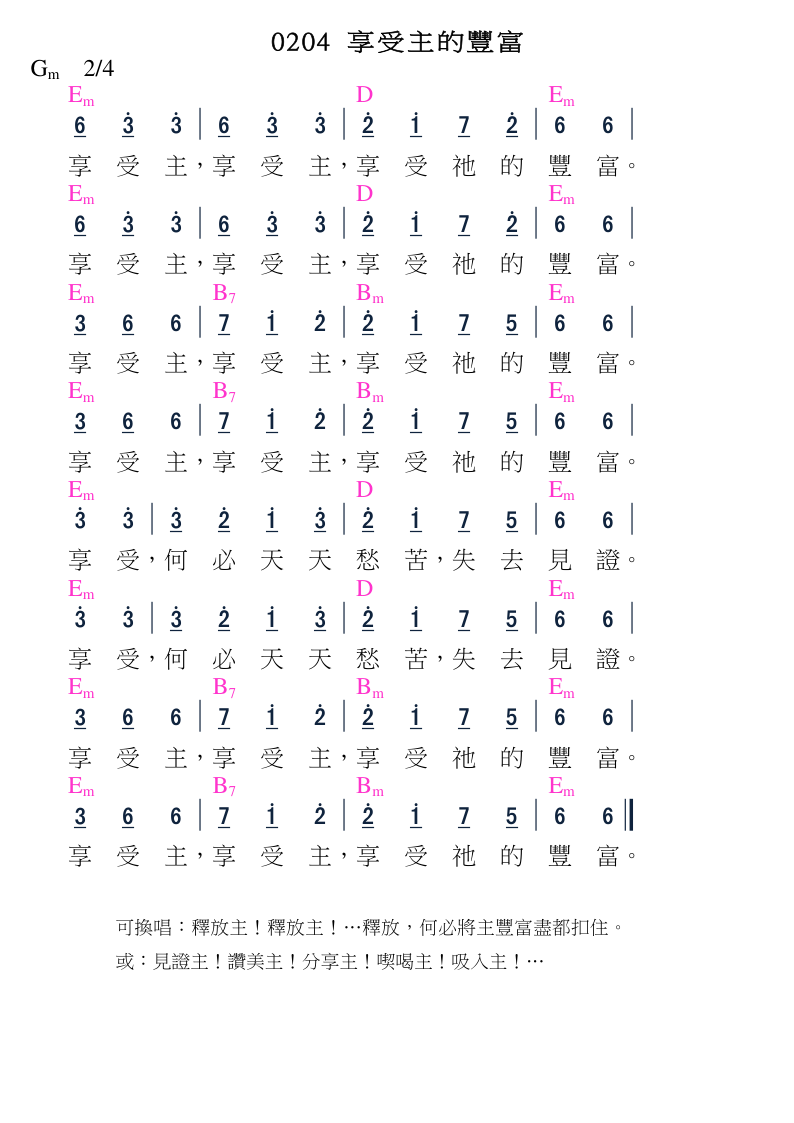 0204 享受主的豐富
Gm 2/4
Em D Em
6 3̇ 3̇ | 6 3̇ 3̇ | 2̇ 1̇ 7 2̇ | 6 6 |
享受主，享受主，享受祂的豐富。
Em D Em
6 3̇ 3̇ | 6 3̇ 3̇ | 2̇ 1̇ 7 2̇ | 6 6 |
享受主，享受主，享受祂的豐富。
Em B7 Bm Em
3 6 6 | 7 1̇ 2̇ | 2̇ 1̇ 7 5 | 6 6 |
享受主，享受主，享受祂的豐富。
Em B7 Bm Em
3 6 6 | 7 1̇ 2̇ | 2̇ 1̇ 7 5 | 6 6 |
享受主，享受主，享受祂的豐富。
Em D Em
3̇ 3̇ | 3̇ 2̇ 1̇ 3̇ | 2̇ 1̇ 7 5 | 6 6 |
享受，何必天天愁苦，失去見證。
Em D Em
3̇ 3̇ | 3̇ 2̇ 1̇ 3̇ | 2̇ 1̇ 7 5 | 6 6 |
享受，何必天天愁苦，失去見證。
Em B7 Bm Em
3 6 6 | 7 1̇ 2̇ | 2̇ 1̇ 7 5 | 6 6 |
享受主，享受主，享受祂的豐富。
Em B7 Bm Em
3 6 6 | 7 1̇ 2̇ | 2̇ 1̇ 7 5 | 6 6 ‖
享受主，享受主，享受祂的豐富。
可換唱：釋放主！釋放主！⋯釋放，何必將主豐富盡都扣住。
或：見證主！讚美主！分享主！喫喝主！吸入主！⋯